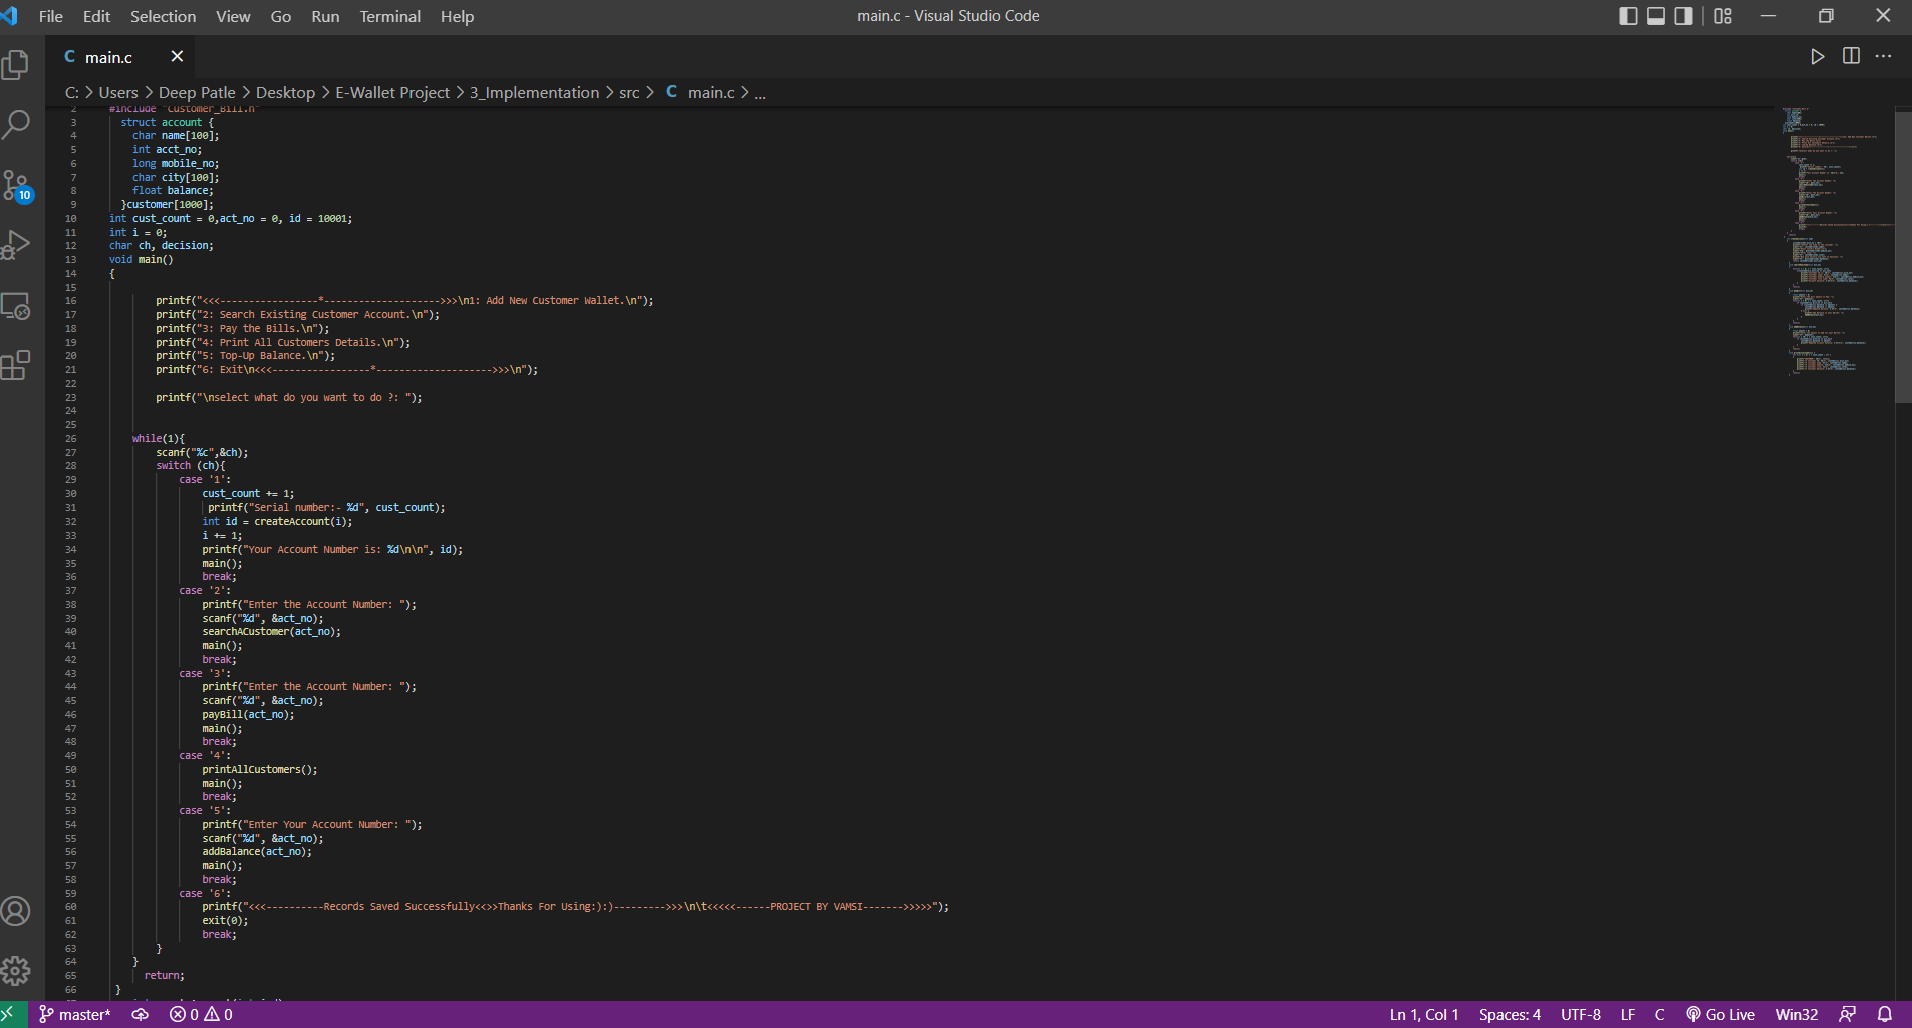 File Edit Selection View Go Run Terminal Help
main.c - Visual Studio Code
C main.c
C: > Users > Deep Patle > Desktop > E-Wallet Project > 3_Implementation > src > C main.c > ...
2 #include "Customer_Bill.h"
3 struct account {
4 char name[100];
5 int acct_no;
6 long mobile_no;
7 char city[100];
8 float balance;
9 }customer[1000];
10 int cust_count = 0,act_no = 0, id = 10001;
11 int i = 0;
12 char ch, decision;
13 void main()
14 {
15
16 printf("<<<-----------------*-------------------->>>\n1: Add New Customer Wallet.\n");
17 printf("2: Search Existing Customer Account.\n");
18 printf("3: Pay the Bills.\n");
19 printf("4: Print All Customers Details.\n");
20 printf("5: Top-Up Balance.\n");
21 printf("6: Exit\n<<<-----------------*-------------------->>>\n");
22
23 printf("\nselect what do you want to do ?: ");
24
25
26 while(1){
27 scanf("%c",&ch);
28 switch (ch){
29 case '1':
30 cust_count += 1;
31 printf("Serial number:- %d", cust_count);
32 int id = createAccount(i);
33 i += 1;
34 printf("Your Account Number is: %d\n\n", id);
35 main();
36 break;
37 case '2':
38 printf("Enter the Account Number: ");
39 scanf("%d", &act_no);
40 searchACustomer(act_no);
41 main();
42 break;
43 case '3':
44 printf("Enter the Account Number: ");
45 scanf("%d", &act_no);
46 payBill(act_no);
47 main();
48 break;
49 case '4':
50 printAllCustomers();
51 main();
52 break;
53 case '5':
54 printf("Enter Your Account Number: ");
55 scanf("%d", &act_no);
56 addBalance(act_no);
57 main();
58 break;
59 case '6':
60 printf("<<<----------Records Saved Successfully<<>>Thanks For Using:):)--------->>>\n\t<<<<<------PROJECT BY VAMSI------->>>>>");
61 exit(0);
62 break;
63 }
64 }
65 return;
66 }
10
master* 0 0
Ln 1, Col 1 Spaces: 4 UTF-8 LF C Go Live Win32